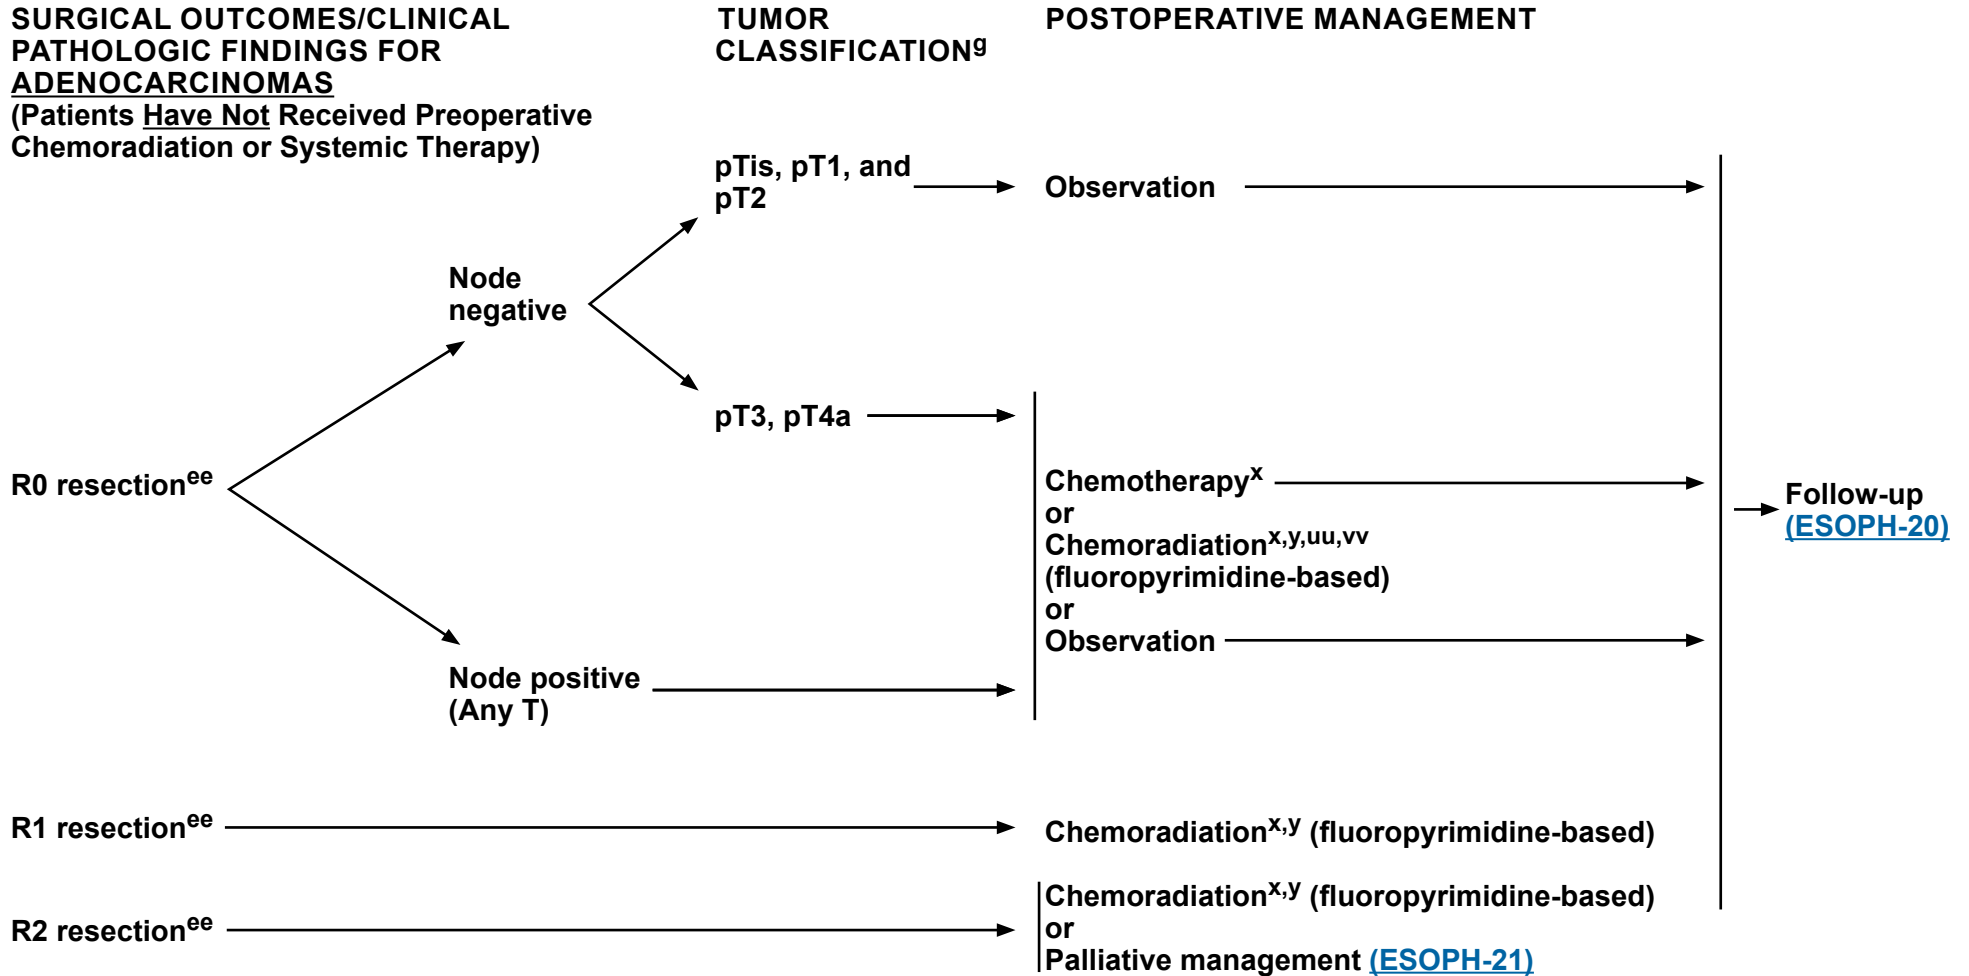 SURGICAL OUTCOMES/CLINICAL
PATHOLOGIC FINDINGS FOR
ADENOCARCINOMAS
(Patients Have Not Received Preoperative
Chemoradiation or Systemic Therapy)
TUMOR
CLASSIFICATIONg
POSTOPERATIVE MANAGEMENT
pTis, pT1, and
pT2
Observation
Node
negative
pT3, pT4a
R0 resectionee
Chemotherapyx
or
Chemoradiationx,y,uu,vv
(fluoropyrimidine-based)
or
Observation
Follow-up
(ESOPH-20)
Node positive
(Any T)
R1 resectionee
Chemoradiationx,y (fluoropyrimidine-based)
R2 resectionee
Chemoradiationx,y (fluoropyrimidine-based)
or
Palliative management (ESOPH-21)